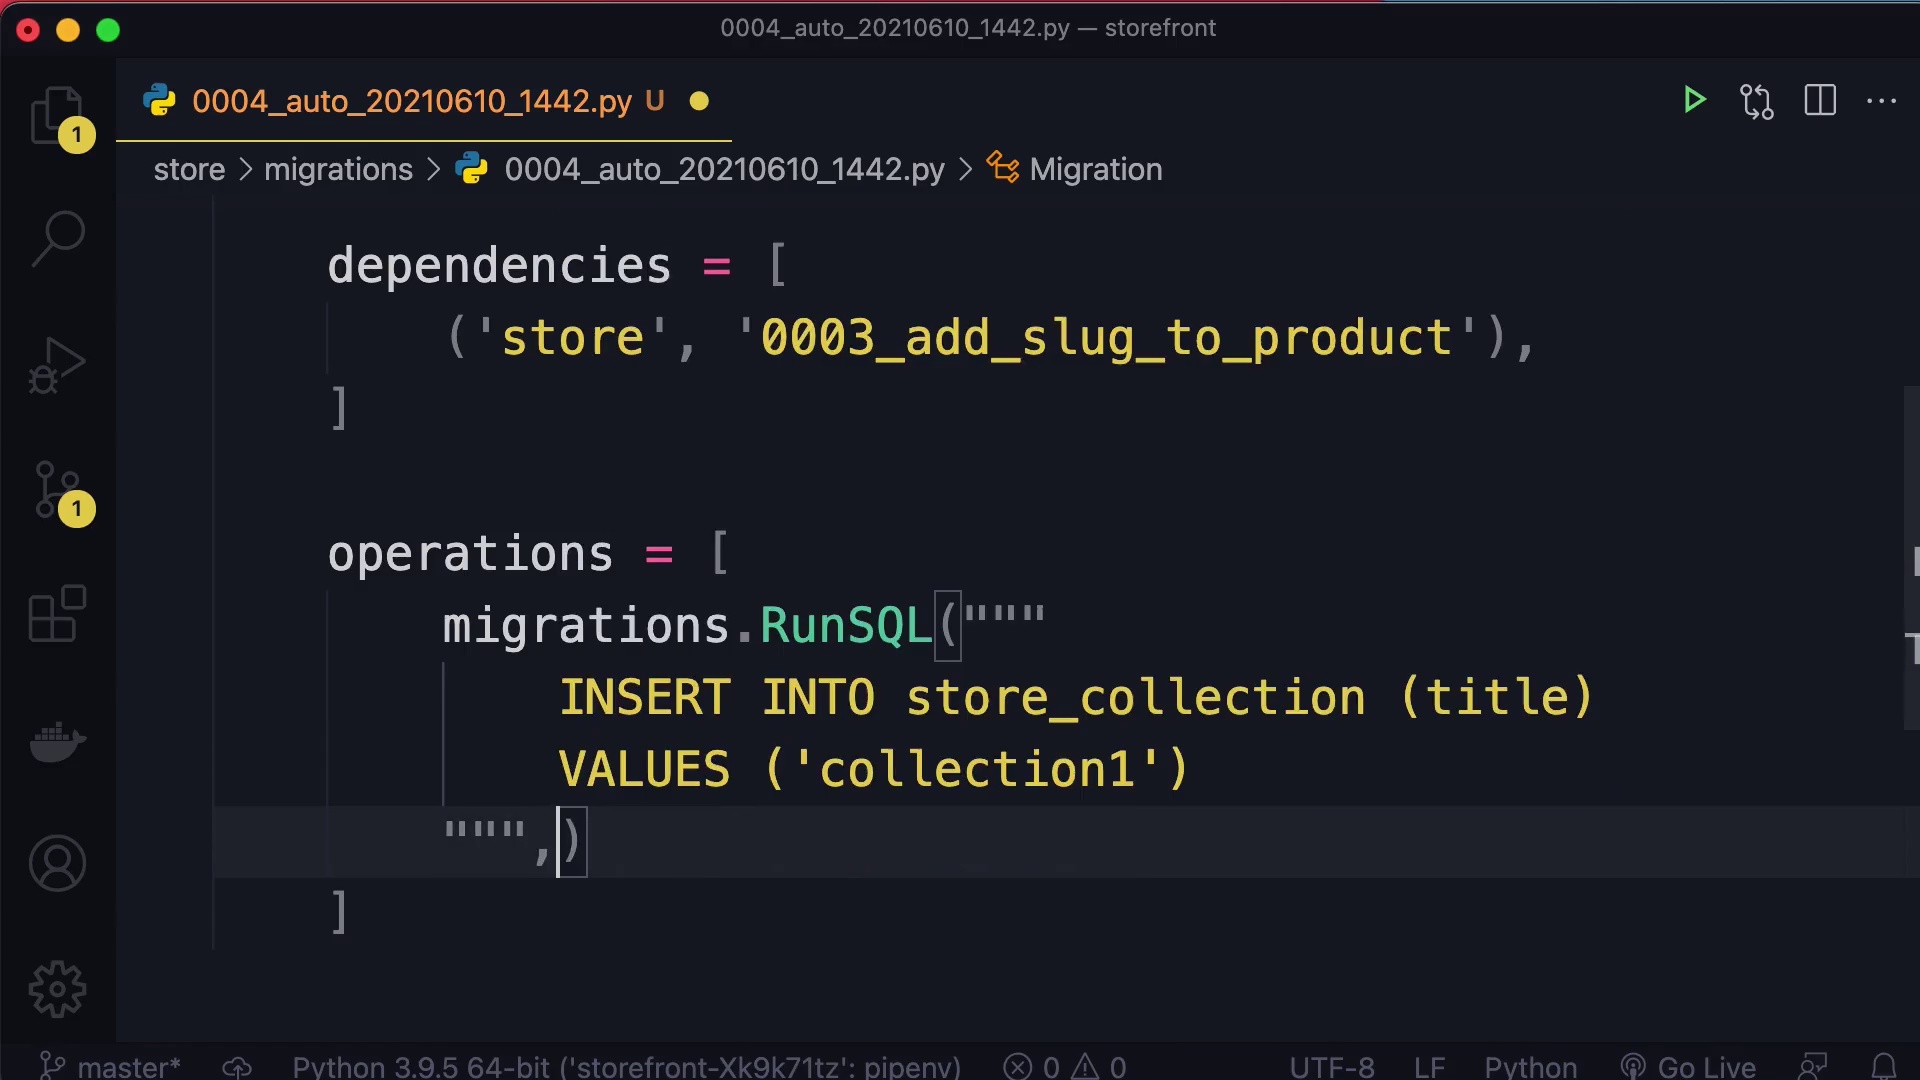 0004_auto_20210610_1442.py — storefront
0004_auto_20210610_1442.py U
1
store > migrations > 0004_auto_20210610_1442.py > Migration
dependencies = [
('store', '0003_add_slug_to_product'),
]
1
operations = [
migrations.RunSQL("""
INSERT INTO store_collection (title)
VALUES ('collection1')
""",)
]
master* Python 3.9.5 64-bit ('storefront-Xk9k71tz': pipenv) 0 0 UTF-8 LF Python Go Live